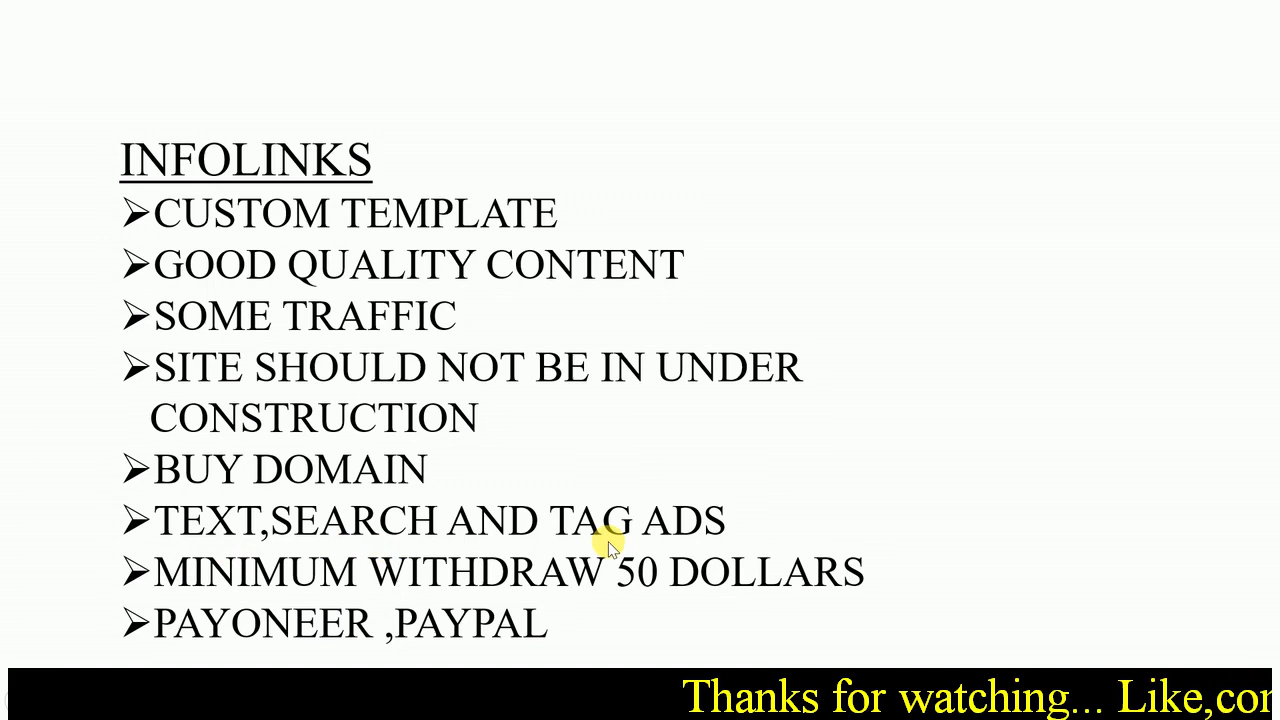 INFOLINKS
➢CUSTOM TEMPLATE
➢GOOD QUALITY CONTENT
➢SOME TRAFFIC
➢SITE SHOULD NOT BE IN UNDER
CONSTRUCTION
➢BUY DOMAIN
➢TEXT,SEARCH AND TAG ADS
➢MINIMUM WITHDRAW 50 DOLLARS
➢PAYONEER ,PAYPAL
Thanks for watching... Like,